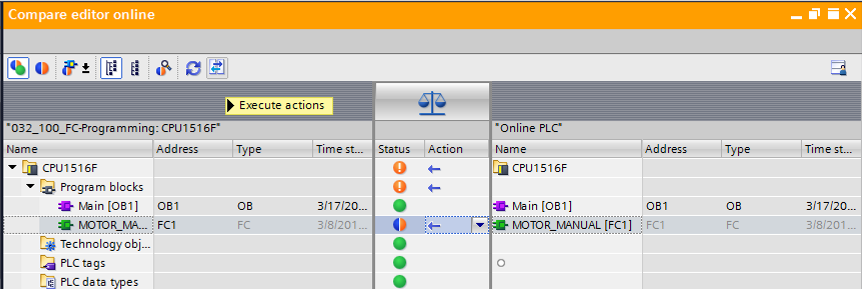 Compare editor online
Execute actions
"032_100_FC-Programming: CPU1516F" "Online PLC"
Name Address Type Time st... Status Action Name Address Type Time st...
CPU1516F CPU1516F
Program blocks
Main [OB1] OB1 OB 3/17/20... Main [OB1] OB1 OB 3/17/20...
MOTOR_MA... FC1 FC 3/8/201... MOTOR_MANUAL [FC1] FC1 FC 3/8/201...
Technology obj...
PLC tags
PLC data types